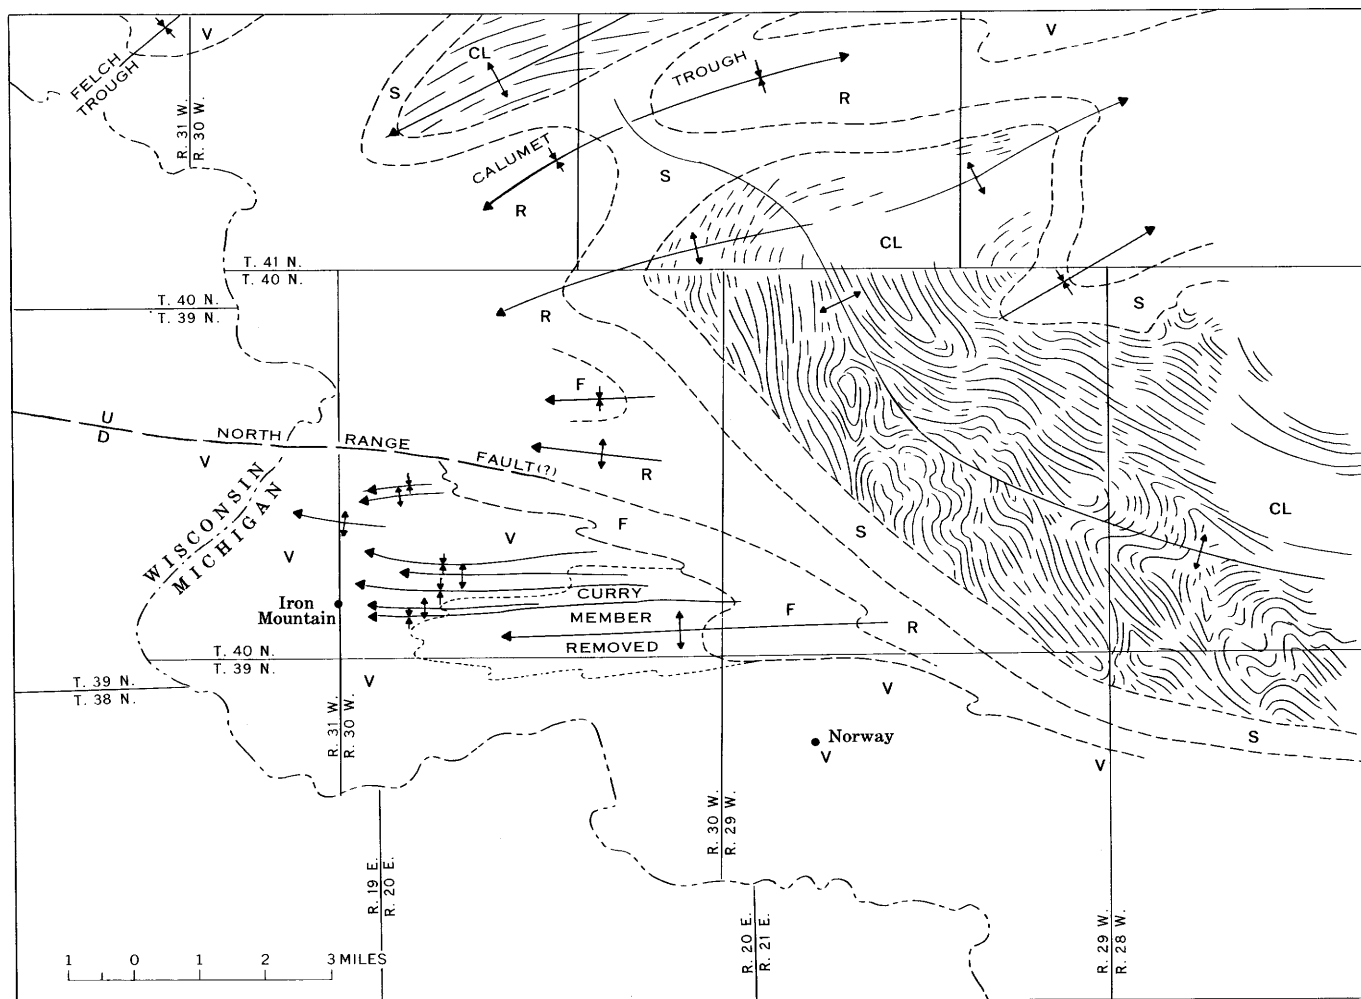 V
FELCH
TROUGH
R. 31 W.
R. 30 W.
CL
S
TROUGH
R
V
CALUMET
R
S
CL
S
T. 41 N.
T. 40 N.
T. 40 N.
T. 39 N.
R
F
U
D
NORTH RANGE FAULT(?)
V
R
WISCONSIN
MICHIGAN
F
V
V
S
CL
Iron
Mountain
CURRY
MEMBER
REMOVED
F
R
T. 40 N.
T. 39 N.
T. 39 N.
T. 38 N.
V
V
R. 31 W.
R. 30 W.
Norway
V
V
S
R. 30 W.
R. 29 W.
R. 19 E.
R. 20 E.
R. 20 E.
R. 21 E.
R. 29 W.
R. 28 W.
1 0 1 2 3 MILES